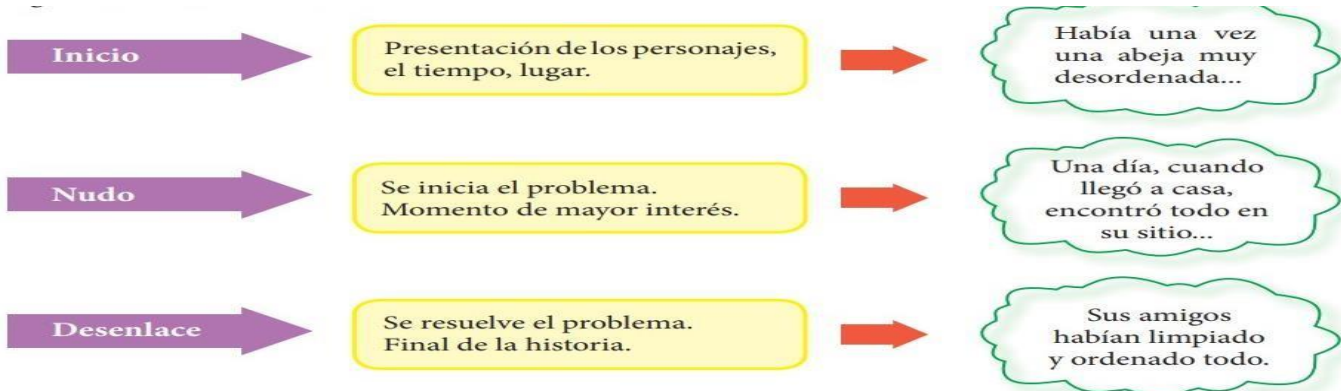 Inicio
Presentación de los personajes,
el tiempo, lugar.
Había una vez
una abeja muy
desordenada...
Nudo
Se inicia el problema.
Momento de mayor interés.
Una día, cuando
llegó a casa,
encontró todo en
su sitio...
Desenlace
Se resuelve el problema.
Final de la historia.
Sus amigos
habían limpiado
y ordenado todo.